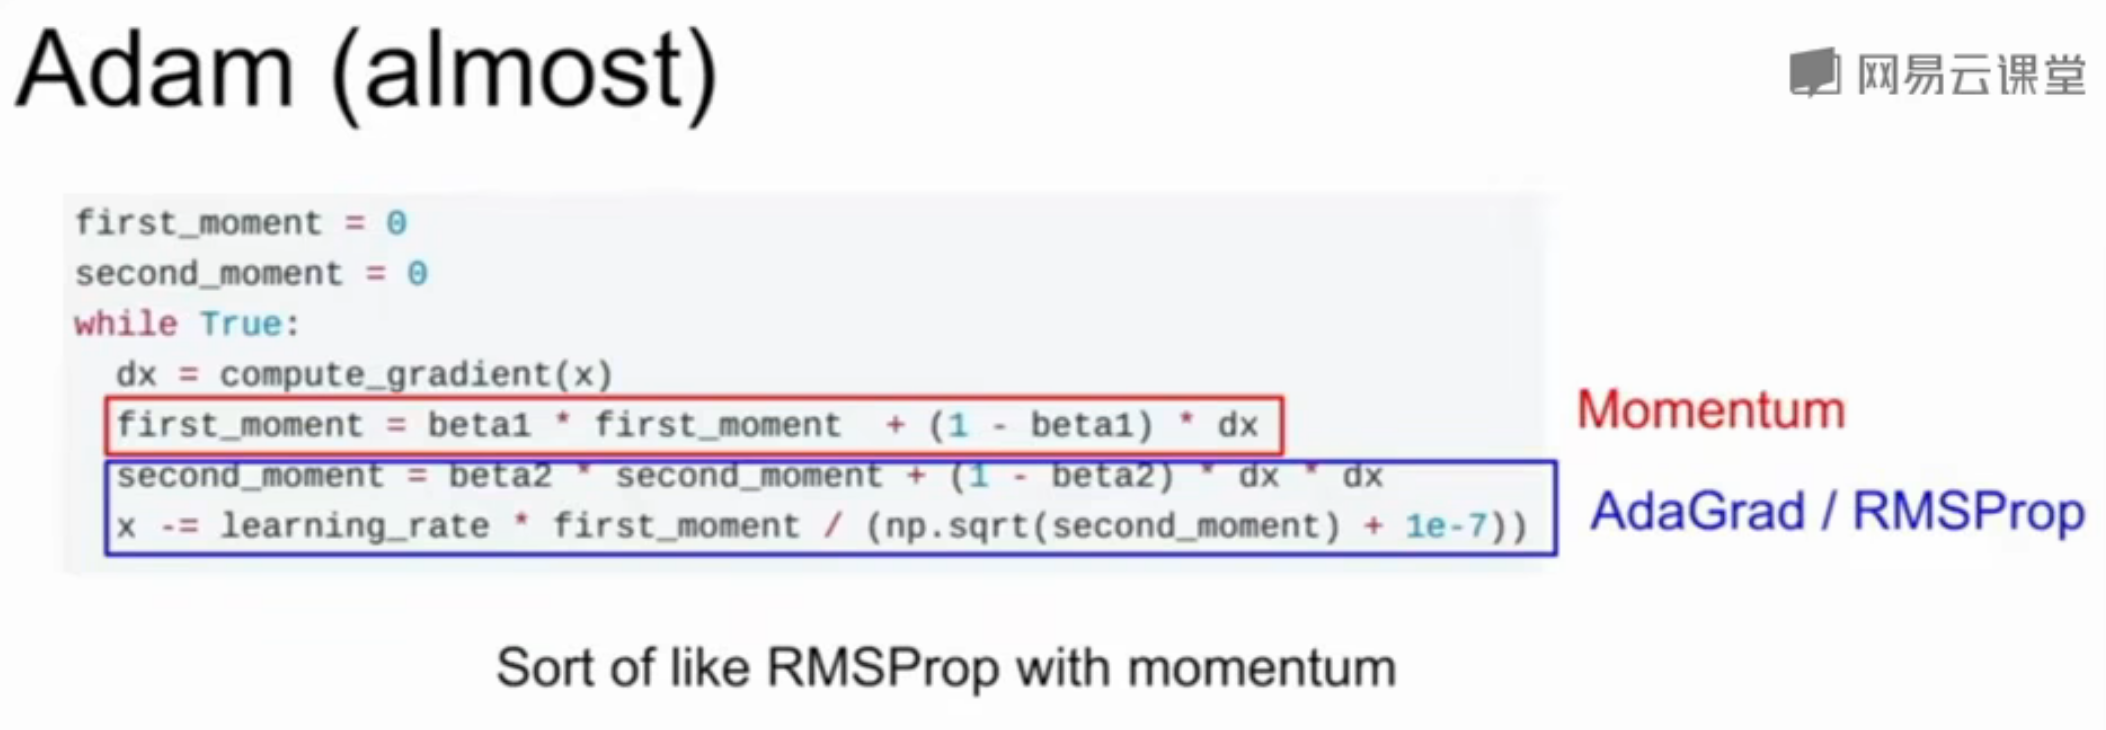 Adam (almost)
网易云课堂
first_moment = 0
second_moment = 0
while True:
dx = compute_gradient(x)
first_moment = beta1 * first_moment + (1 - beta1) * dx
Momentum
second_moment = beta2 * second_moment + (1 - beta2) * dx * dx
x -= learning_rate * first_moment / (np.sqrt(second_moment) + 1e-7))
AdaGrad / RMSProp
Sort of like RMSProp with momentum